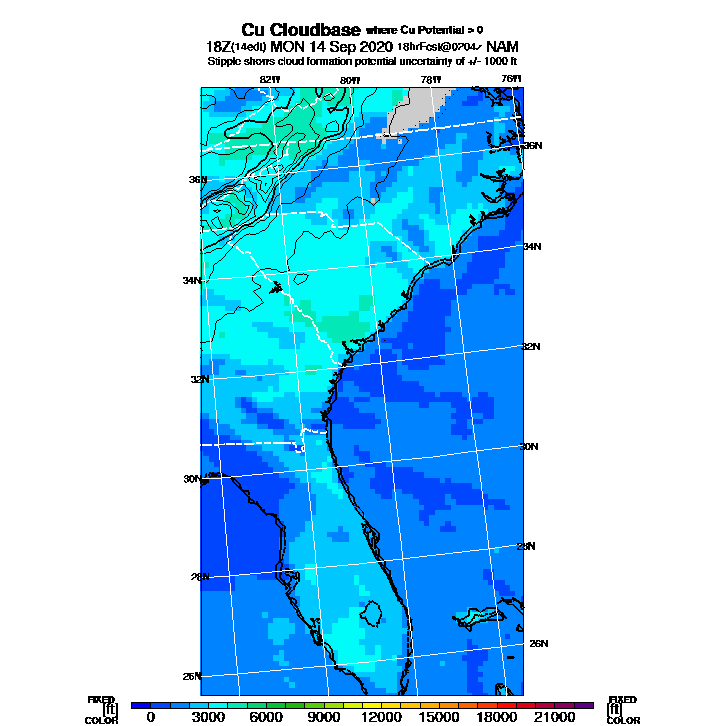 Cu Cloudbase where Cu Potential > 0
18Z(14edt) MON 14 Sep 2020 18hrFcst@0704z NAM
Stipple shows cloud formation potential uncertainty of +/- 1000 ft
82W 80W 78W 76W
36N
36N
34N
34N
32N
32N
30N
30N
28N
28N
26N
26N
FIXED FIXED
[ft] [ft]
COLOR COLOR
0 3000 6000 9000 12000 15000 18000 21000